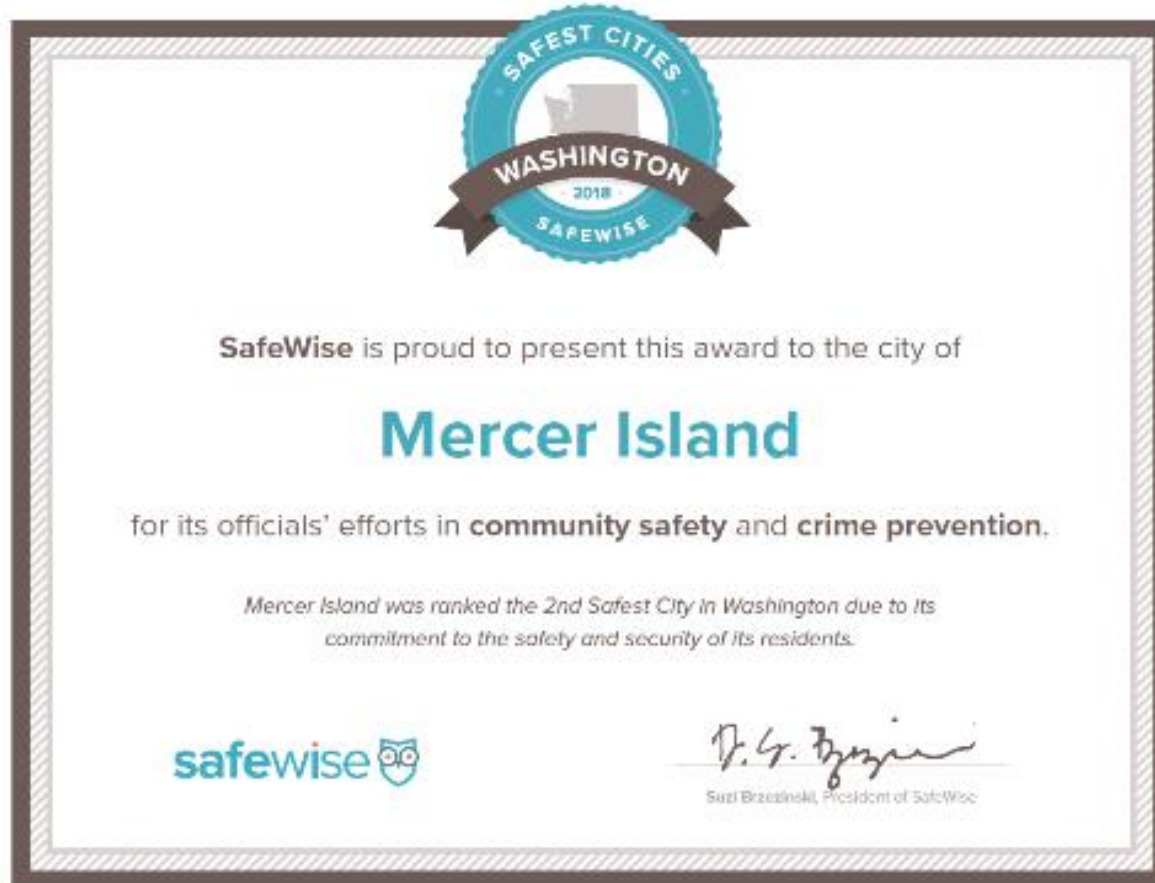 SAFEST CITIES
WASHINGTON
2018
SAFEWISE
SafeWise is proud to present this award to the city of
Mercer Island
for its officials' efforts in community safety and crime prevention.
Mercer Island was ranked the 2nd Safest City in Washington due to its
commitment to the safety and security of its residents.
safewise
Suzi Brzezinski, President of SafeWise